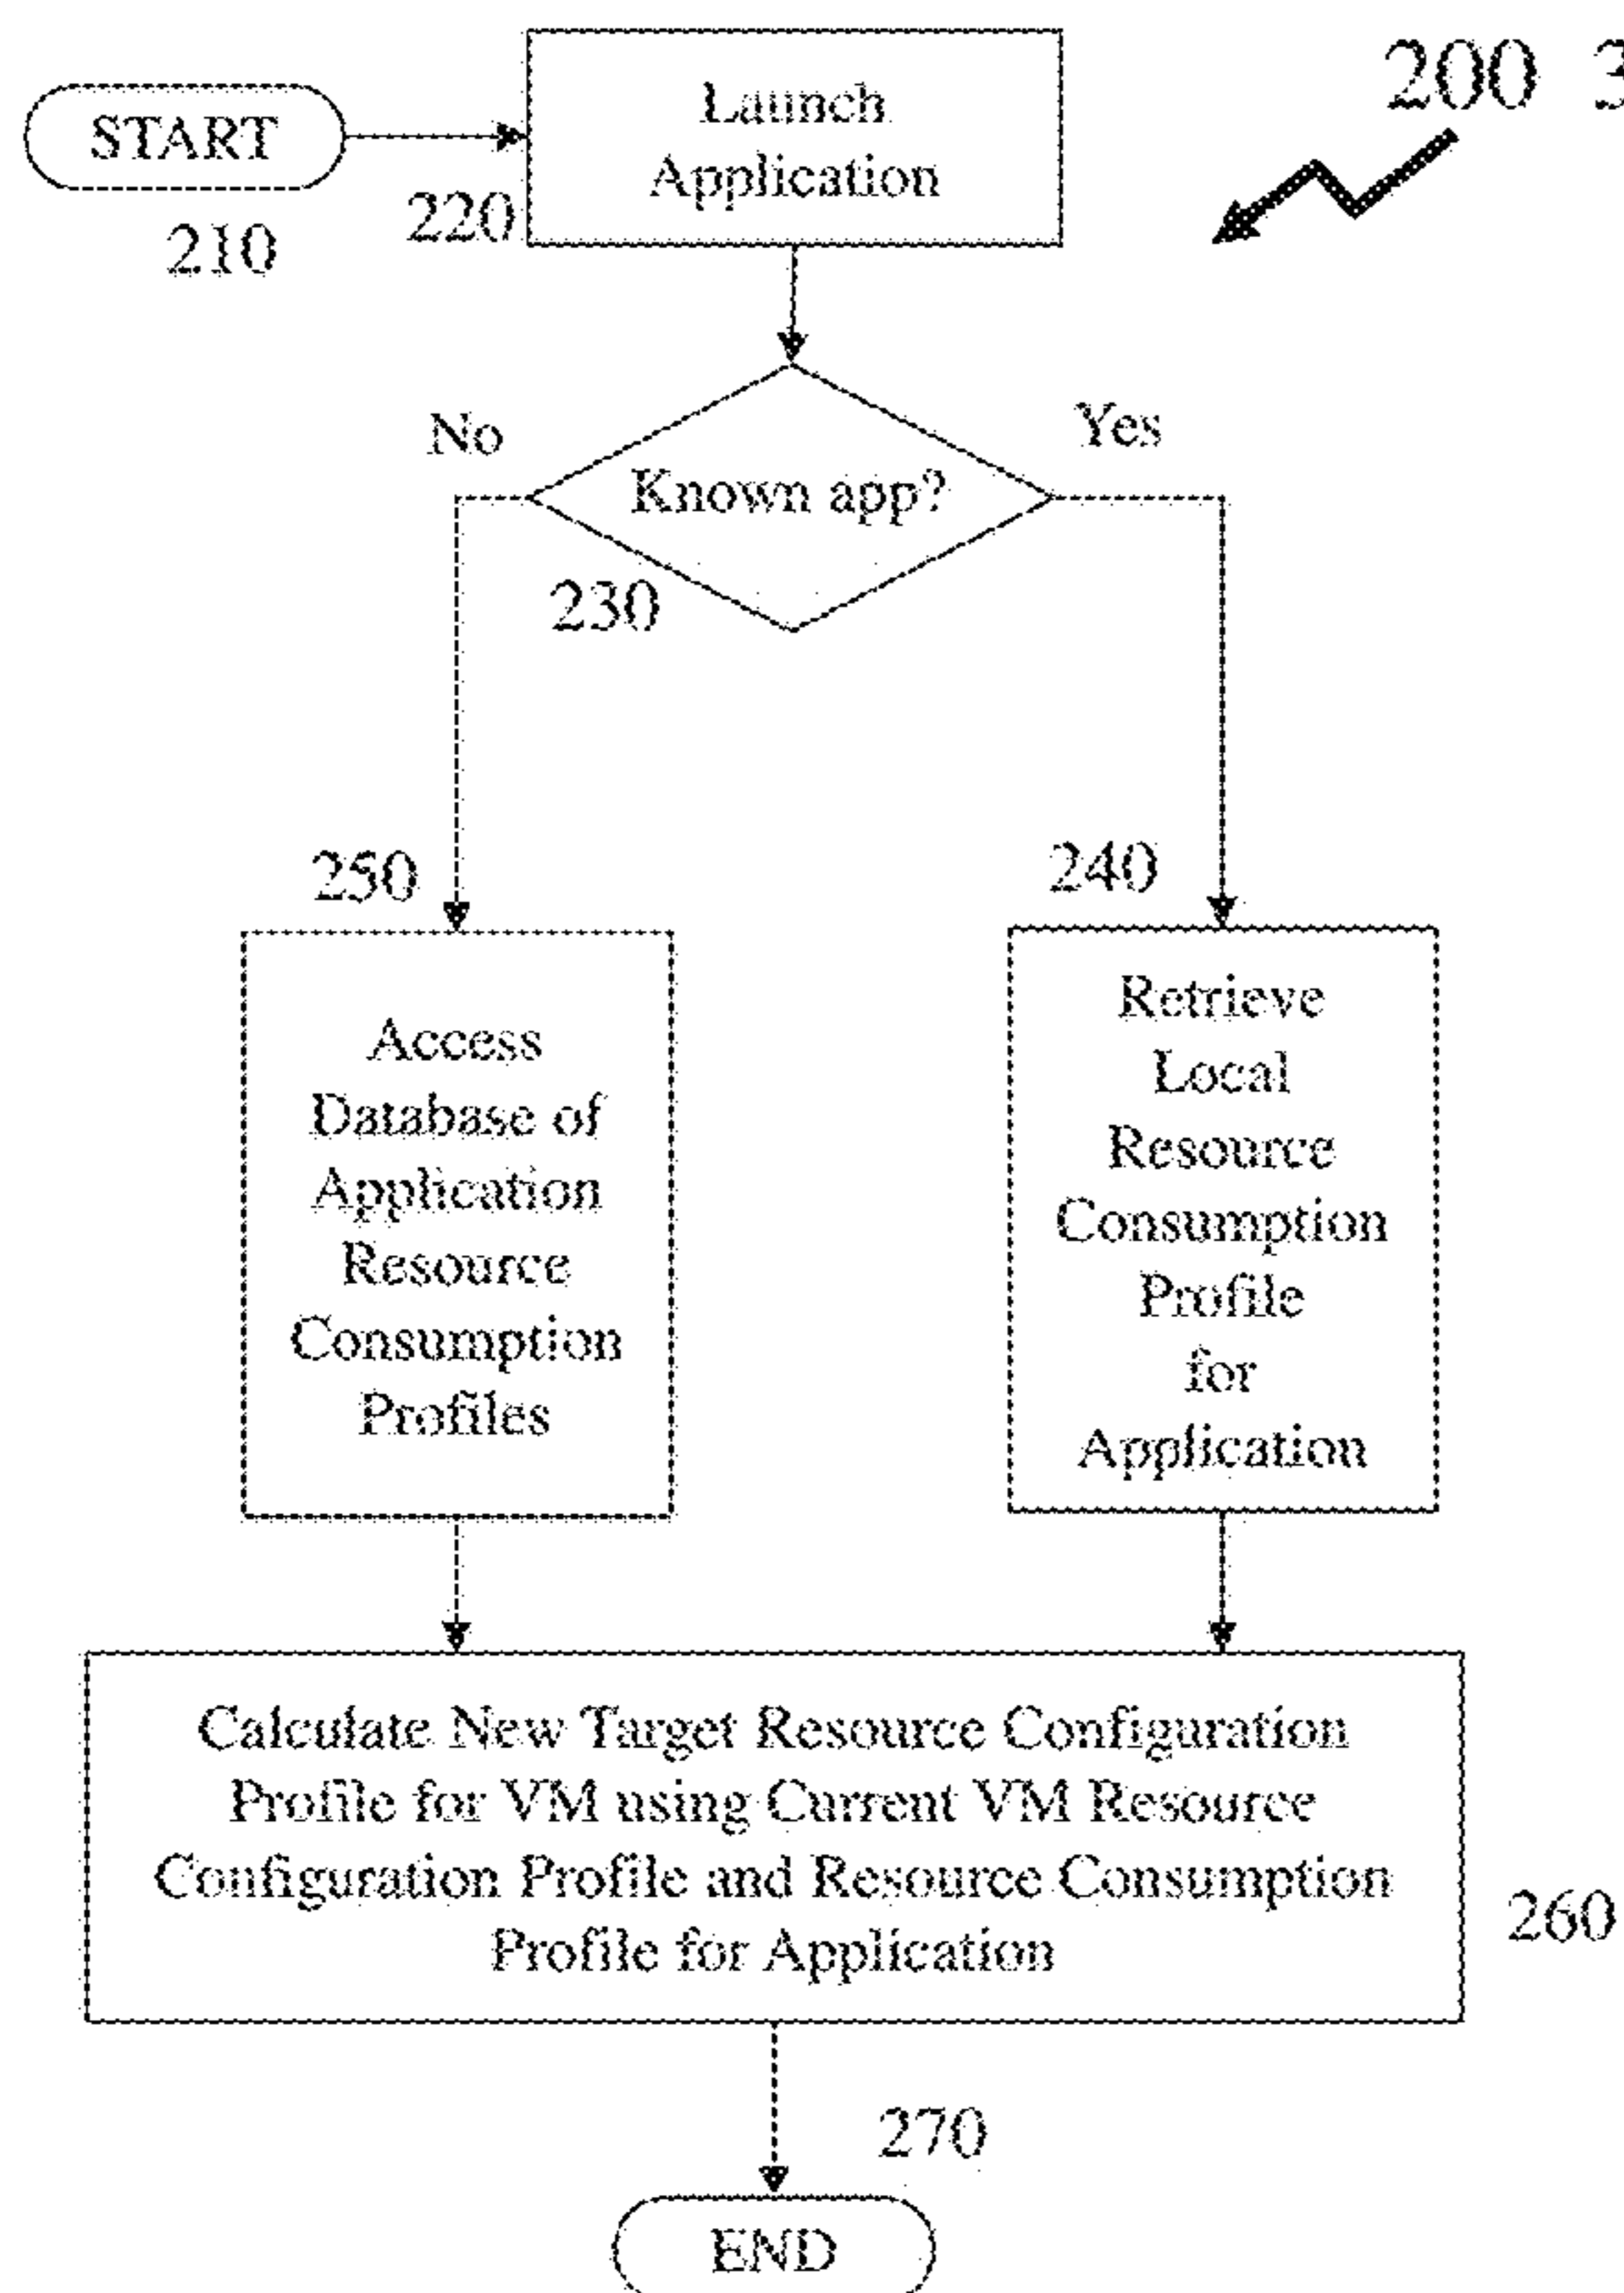 200 3
START
210
Launch
Application
220
No
Yes
Known app?
230
250
240
Access
Database of
Application
Resource
Consumption
Profiles
Retrieve
Local
Resource
Consumption
Profile
for
Application
Calculate New Target Resource Configuration
Profile for VM using Current VM Resource
Configuration Profile and Resource Consumption
Profile for Application
260
270
END